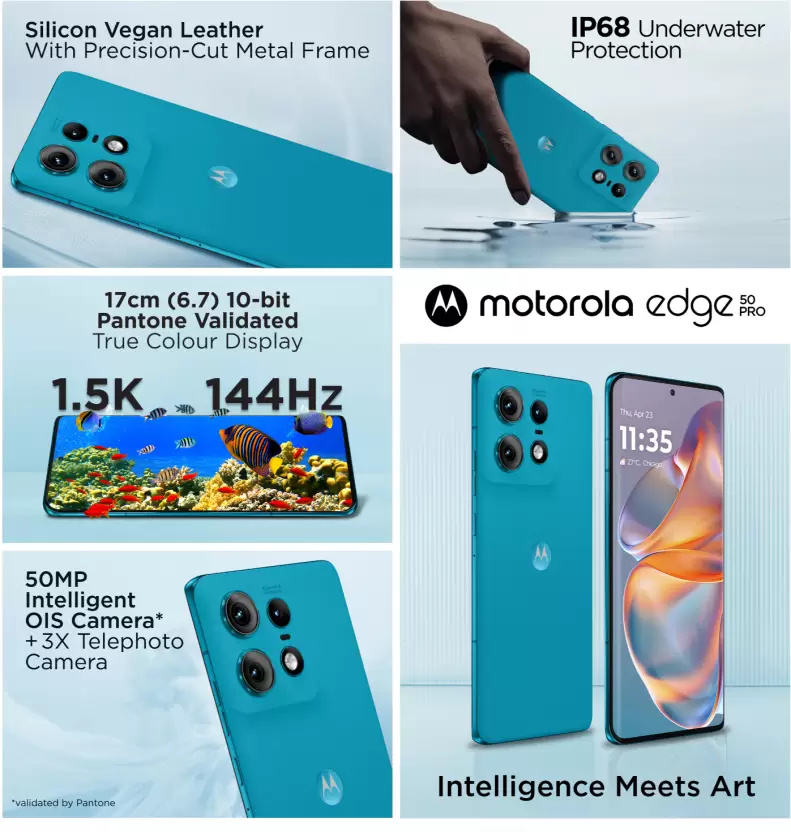 Silicon Vegan Leather
With Precision-Cut Metal Frame
IP68 Underwater
Protection
17cm (6.7) 10-bit
Pantone Validated
True Colour Display
1.5K 144Hz
motorola edge 50 PRO
Thu, Apr 23
11:35
27°C, Chicago
50MP
Intelligent
OIS Camera*
+3X Telephoto
Camera
*validated by Pantone
Intelligence Meets Art